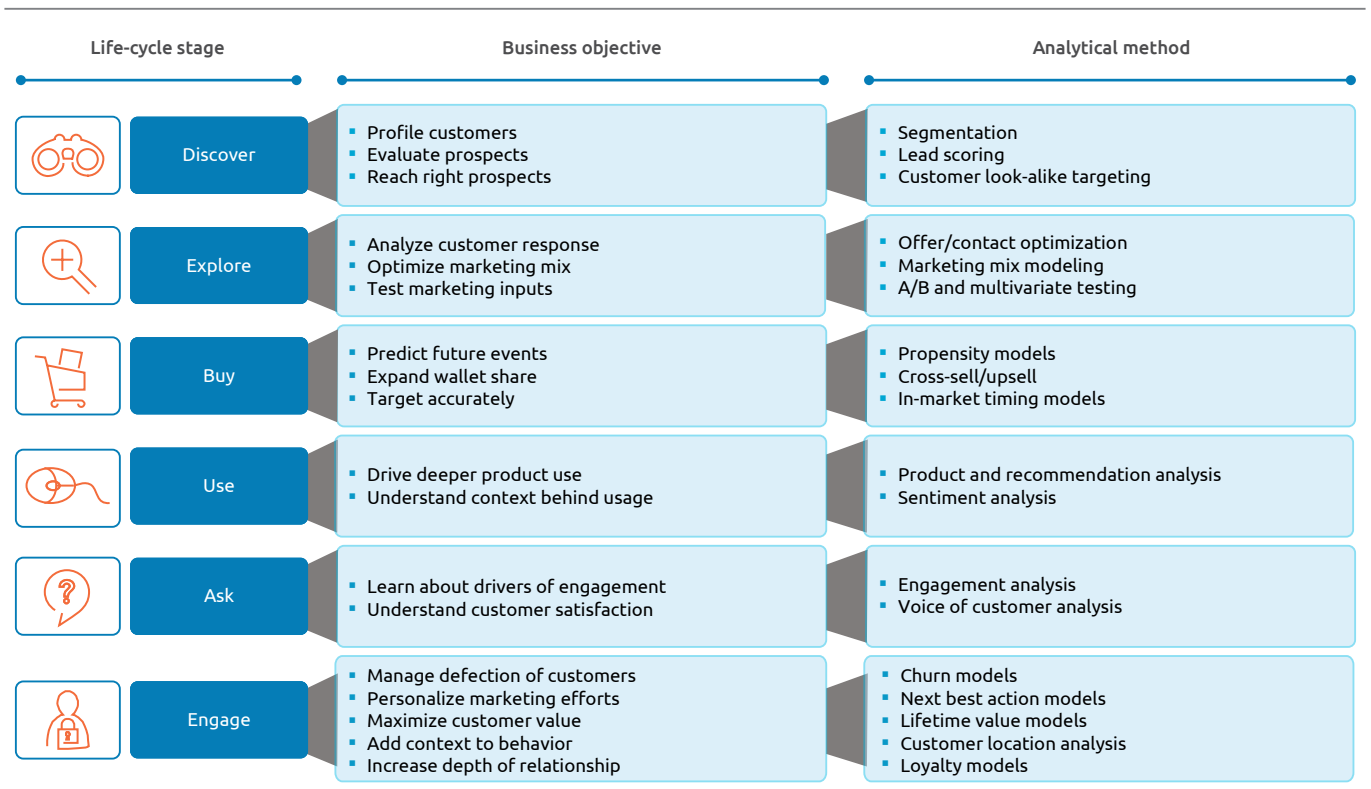 Life-cycle stage
Business objective
Analytical method
Discover
Profile customers
Evaluate prospects
Reach right prospects
Segmentation
Lead scoring
Customer look-alike targeting
Explore
Analyze customer response
Optimize marketing mix
Test marketing inputs
Offer/contact optimization
Marketing mix modeling
A/B and multivariate testing
Buy
Predict future events
Expand wallet share
Target accurately
Propensity models
Cross-sell/upsell
In-market timing models
Use
Drive deeper product use
Understand context behind usage
Product and recommendation analysis
Sentiment analysis
?
Ask
Learn about drivers of engagement
Understand customer satisfaction
Engagement analysis
Voice of customer analysis
Engage
Manage defection of customers
Personalize marketing efforts
Maximize customer value
Add context to behavior
Increase depth of relationship
Churn models
Next best action models
Lifetime value models
Customer location analysis
Loyalty models